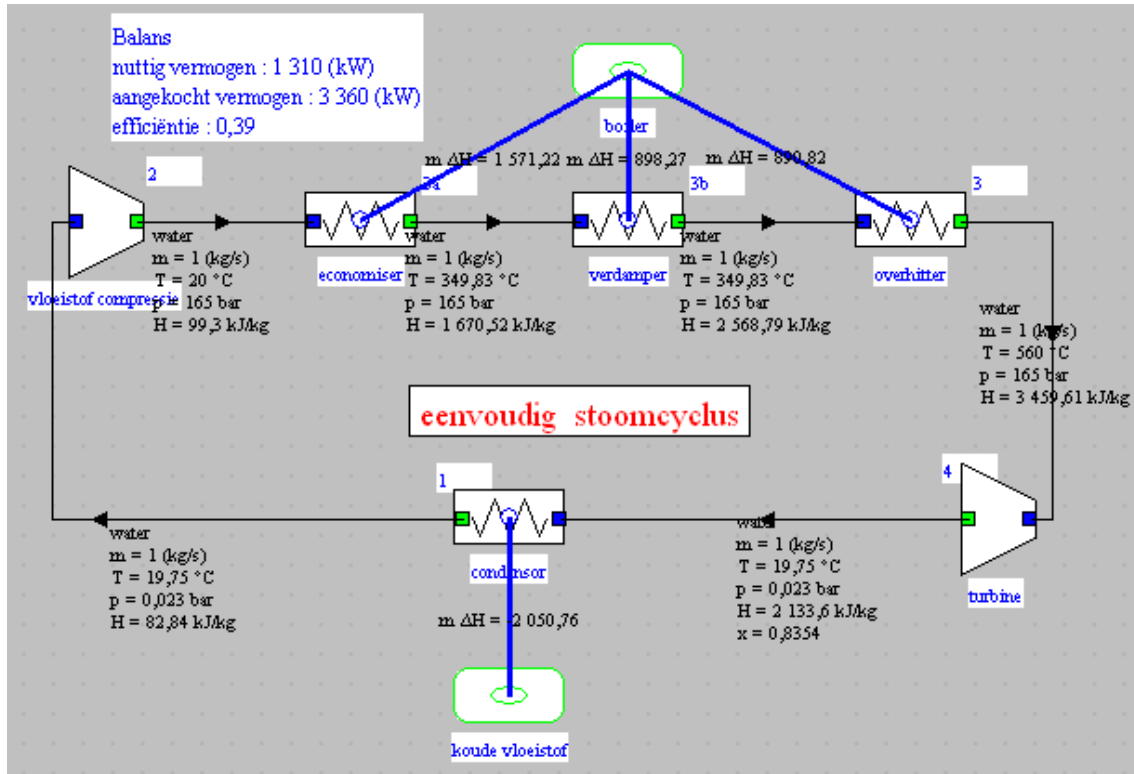 Balans
nuttig vermogen : 1 310 (kW)
aangekocht vermogen : 3 360 (kW)
efficiëntie : 0,39
boiler
m ΔH = 1 571,22
m ΔH = 898,27
m ΔH = 890,82
2
3a
3b
3
vloeistof compressie
economiser
verdamper
overhitter
water
m = 1 (kg/s)
T = 20 °C
p = 165 bar
H = 99,3 kJ/kg
water
m = 1 (kg/s)
T = 349,83 °C
p = 165 bar
H = 1 670,52 kJ/kg
water
m = 1 (kg/s)
T = 349,83 °C
p = 165 bar
H = 2 568,79 kJ/kg
water
m = 1 (kg/s)
T = 560 °C
p = 165 bar
H = 3 459,61 kJ/kg
eenvoudig stoomcyclus
1
4
condensor
turbine
water
m = 1 (kg/s)
T = 19,75 °C
p = 0,023 bar
H = 82,84 kJ/kg
m ΔH = -2 050,76
water
m = 1 (kg/s)
T = 19,75 °C
p = 0,023 bar
H = 2 133,6 kJ/kg
x = 0,8354
koude vloeistof